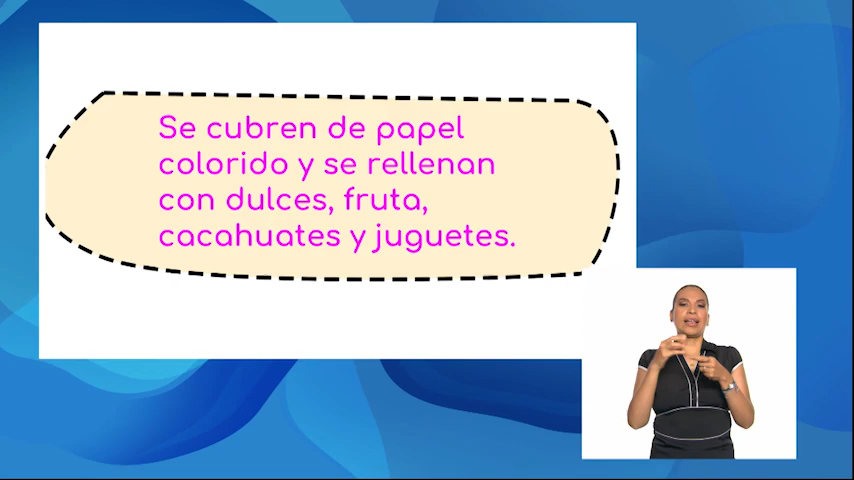 Se cubren de papel
colorido y se rellenan
con dulces, fruta,
cacahuates y juguetes.